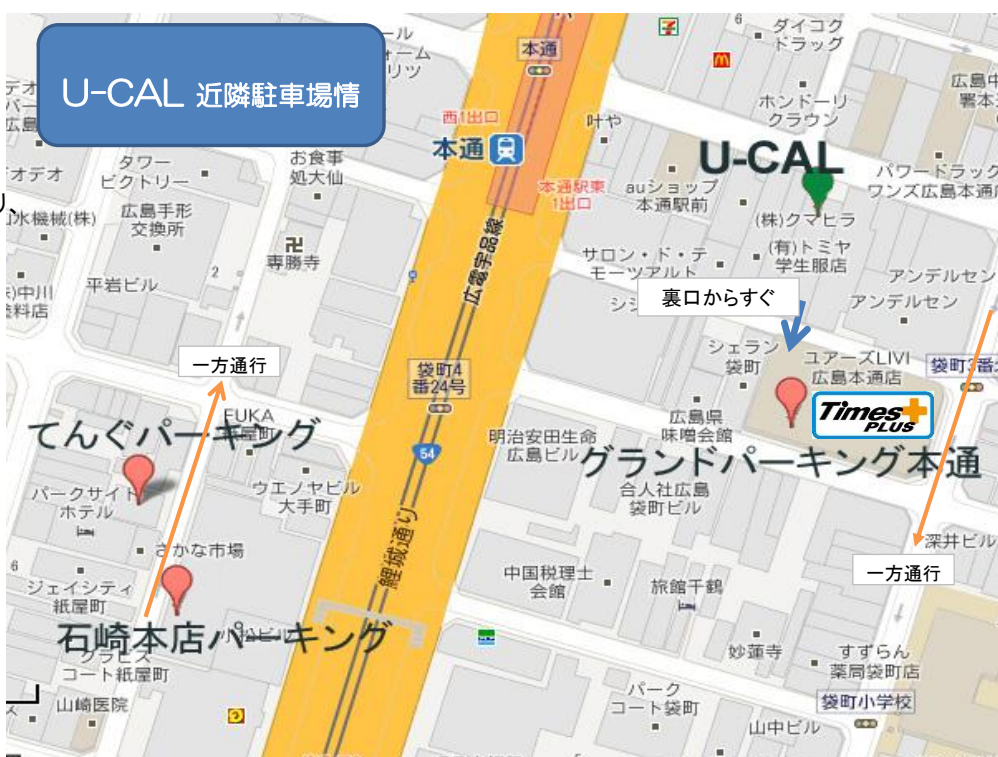 U-CAL 近隣駐車場情
本通
ダイコク
ドラッグ
ホンドーリ
クラウン
西1出口
本通
叶や
U-CAL
パワードラッグ
ワンズ広島本通
auショップ
本通駅前
本通駅東
1出口
(株)クマヒラ
(有)トミヤ
学生服店
サロン・ド・テ
モーツアルト
アンデルセン
アンデルセン
裏口からすぐ
タワー
ビクトリー
お食事
処大仙
広島手形
交換所
専勝寺
平岩ビル
2
広電宇品線
一方通行
袋町4
番24号
シェラン
袋町
ユアーズLIVI
広島本通店
Times
PLUS
広島県
味噌会館
グランドパーキング本通
明治安田生命
広島ビル
合人社広島
袋町ビル
54
てんぐパーキング
パークサイド
ホテル
ウエノヤビル
大手町
さかな市場
鯉城通り
ジェイシティ
紙屋町
石崎本店パーキング
コート紙屋町
山崎医院
6
6
中国税理士
会館
旅館千鶴
深井ビル
一方通行
妙蓮寺
すずらん
薬局袋町店
パーク
コート袋町
袋町小学校
山中ビル